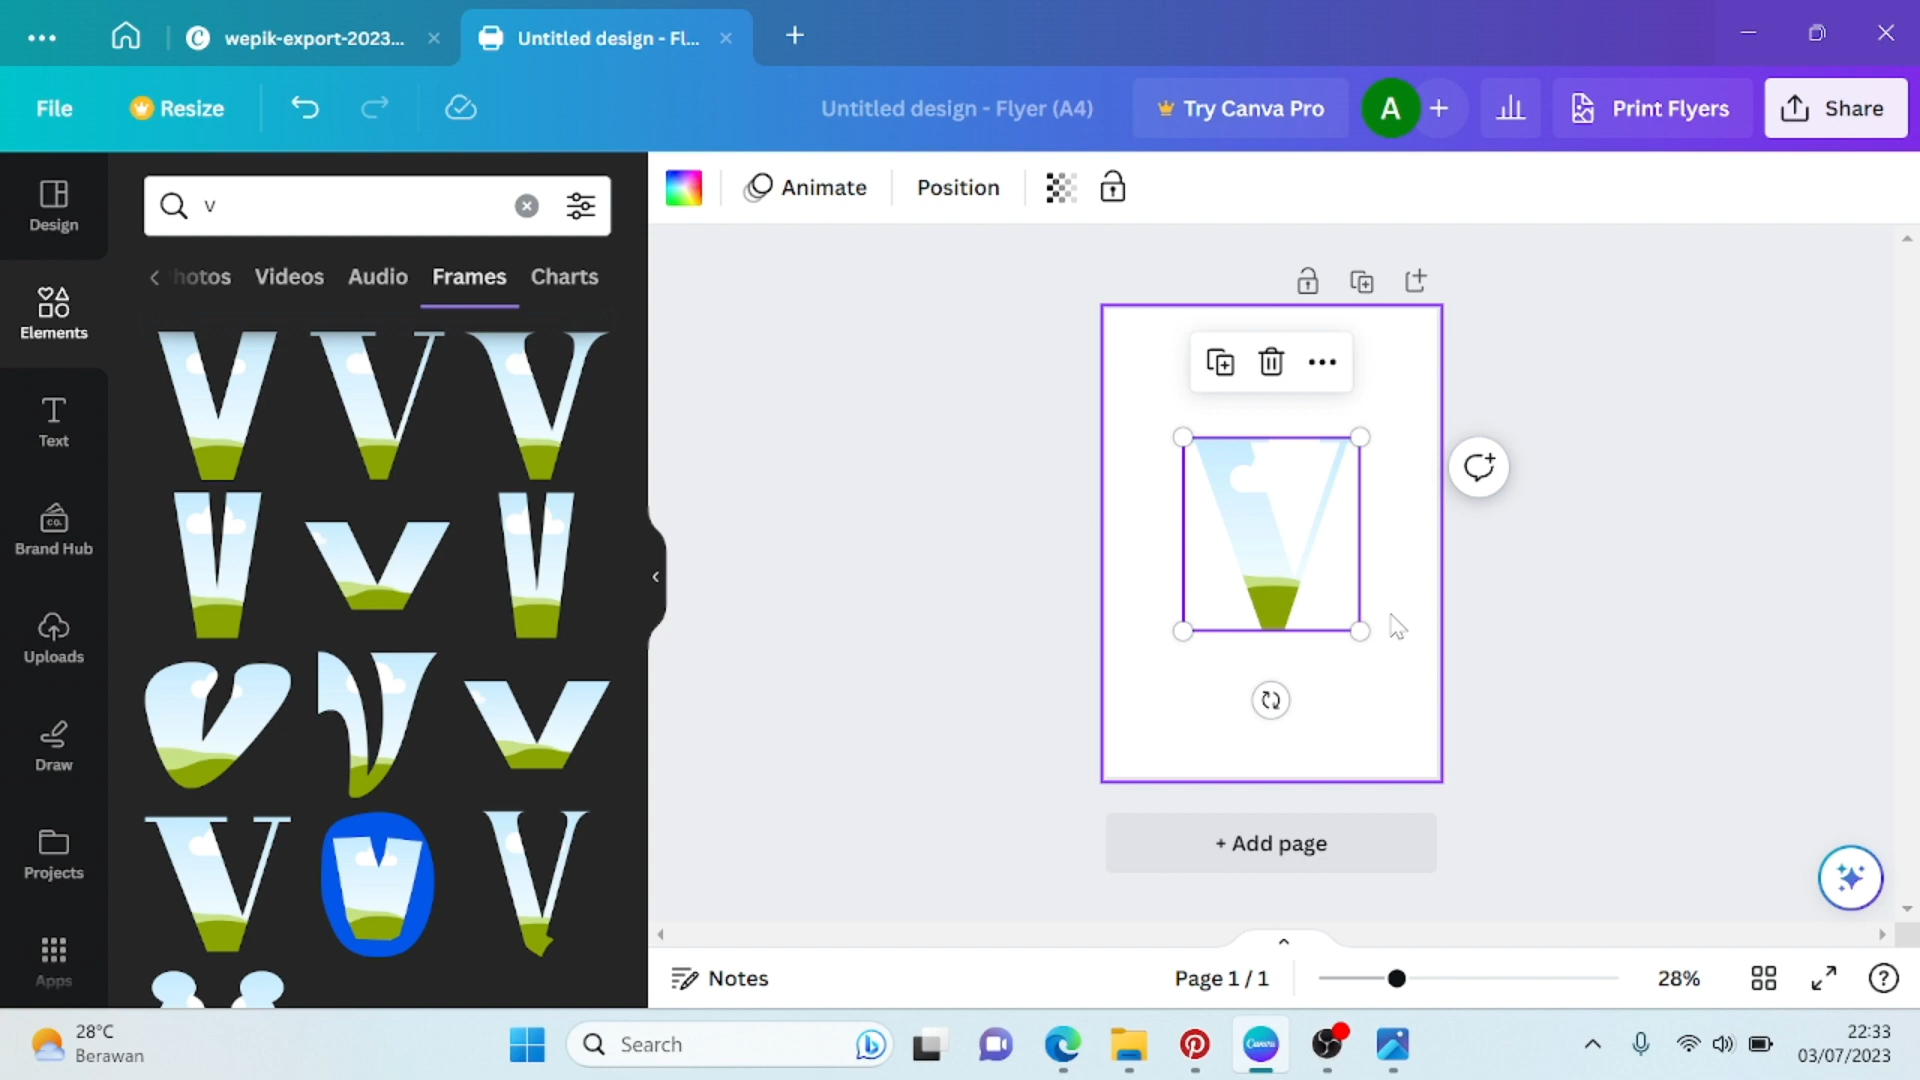 wepik-export-2023...
Untitled design - Fl...
File
Resize
Untitled design - Flyer (A4)
Try Canva Pro
A
Print Flyers
Share
Design
Elements
Text
Brand Hub
CO.
Uploads
Draw
Projects
Apps
v
hotos
Videos
Audio
Frames
Charts
Animate
Position
+ Add page
Notes
Page 1 / 1
28%
28°C
Berawan
Search
Canva
22:33
03/07/2023